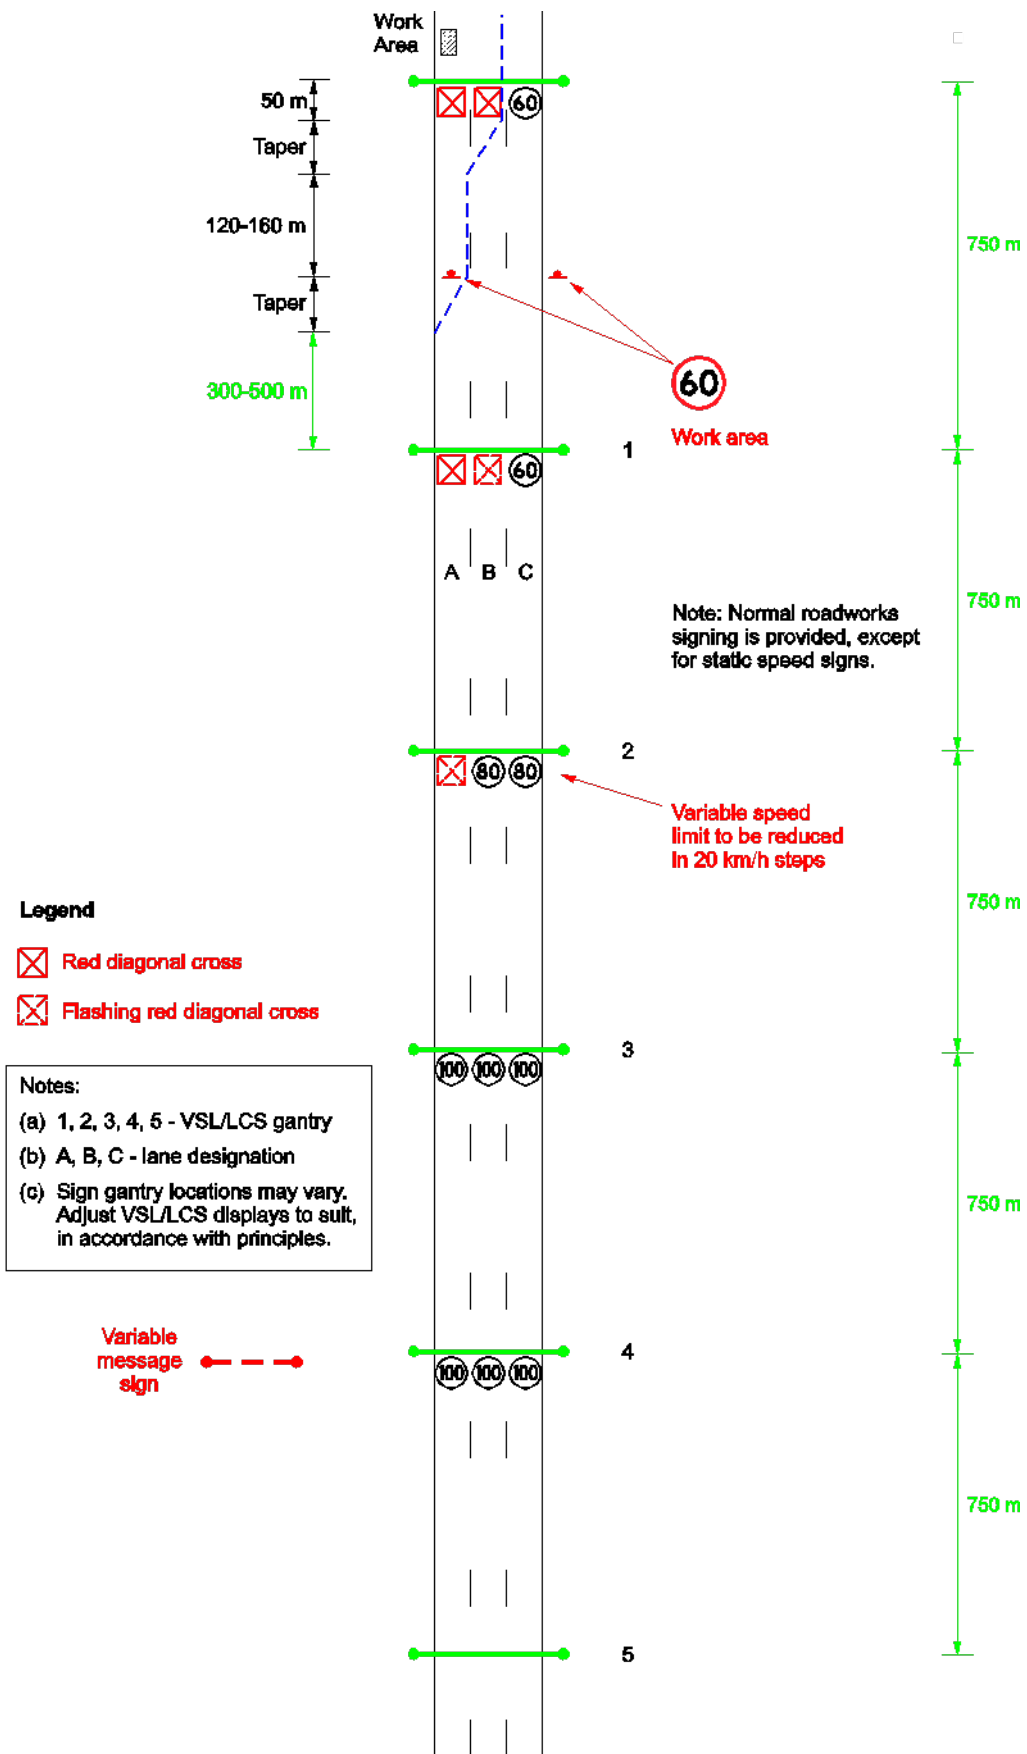 Work
Area
60
50 m
Taper
120-160 m
Taper
300-500 m
750 m
60
Work area
1
60
A B C
750 m
Note: Normal roadworks
signing is provided, except
for static speed signs.
2
80 80
Variable speed
limit to be reduced
in 20 km/h steps
750 m
Legend
Red diagonal cross
Flashing red diagonal cross
3
100 100 100
Notes:
(a) 1, 2, 3, 4, 5 - VSL/LCS gantry
(b) A, B, C - lane designation
(c) Sign gantry locations may vary.
Adjust VSL/LCS displays to suit,
in accordance with principles.
750 m
Variable
message
sign
4
100 100 100
750 m
5